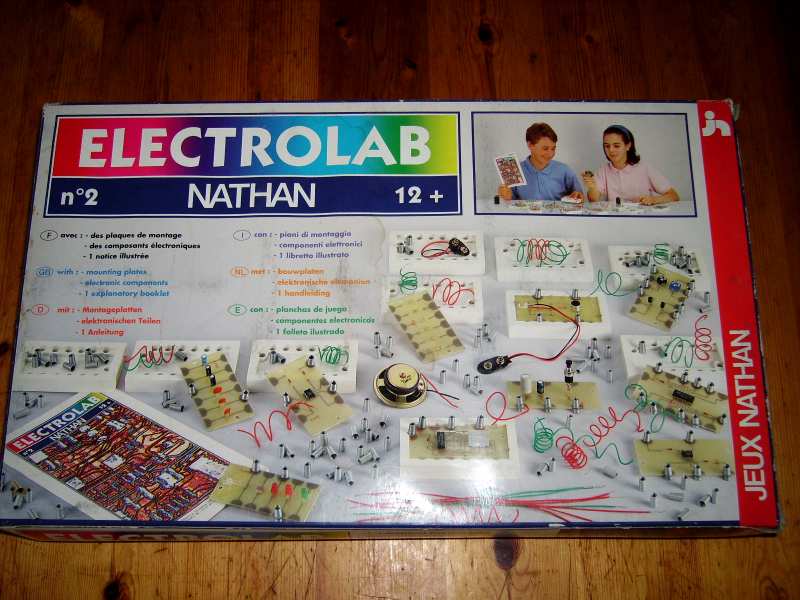 ELECTROLAB
n°2 NATHAN 12 +
F avec : - des plaques de montage
- des composants électroniques
- 1 notice illustrée
GB with : - mounting plates
- electronic components
- 1 explanatory booklet
D mit : - Montageplatten
- elektronischen Teilen
- 1 Anleitung
I con : - piani di montaggio
- componenti elettronici
- 1 libretto illustrato
NL met : - bouwplaten
- elektronische elementen
- 1 handleiding
E con : - planchas de juego
- componentes electronicos
- 1 folleto ilustrado
ELECTROLAB
NATHAN
JEUX NATHAN
ELECTROLAB NATHAN